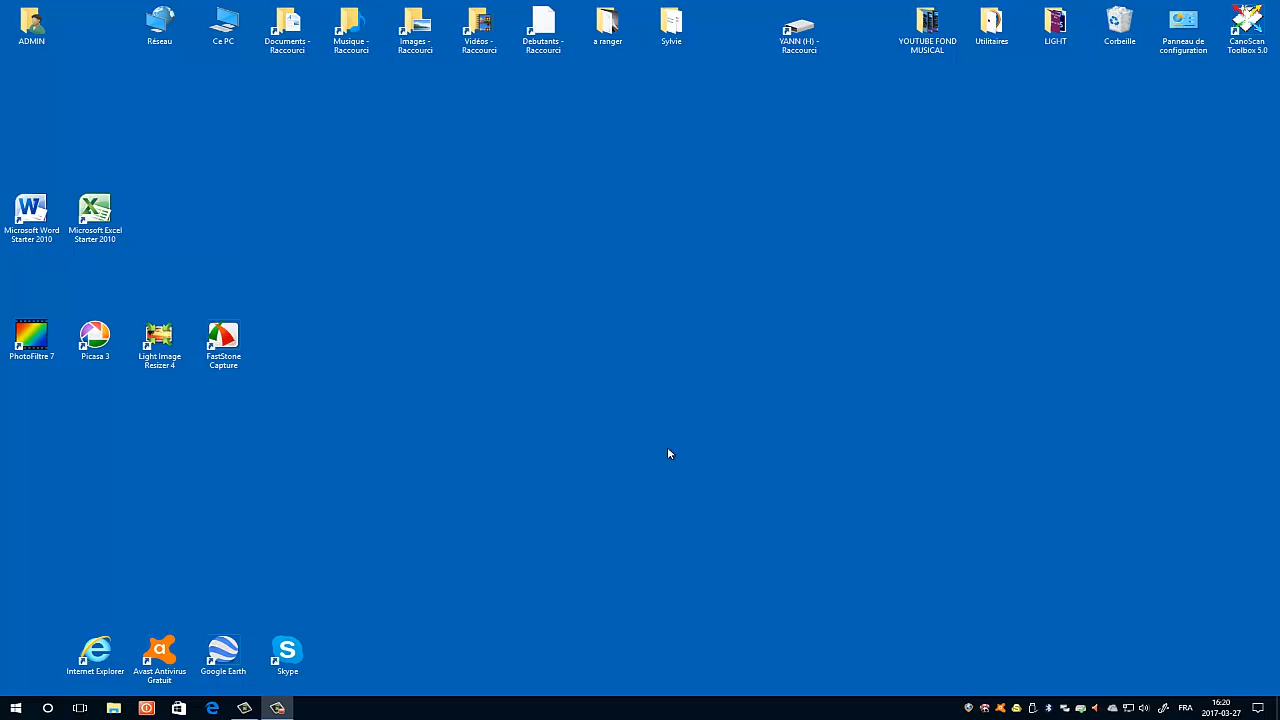 ADMIN
Réseau
Ce PC
Documents -
Raccourci
Musique -
Raccourci
Images -
Raccourci
Vidéos -
Raccourci
Debutants -
Raccourci
a ranger
Sylvie
YANN (H) -
Raccourci
YOUTUBE FOND
MUSICAL
Utilitaires
LIGHT
Corbeille
Panneau de
configuration
CanoScan
Toolbox 5.0
Microsoft Word
Starter 2010
Microsoft Excel
Starter 2010
PhotoFiltre 7
Picasa 3
Light Image
Resizer 4
FastStone
Capture
Internet Explorer
Avast Antivirus
Gratuit
Google Earth
Skype
FR
16:20
2017-03-27